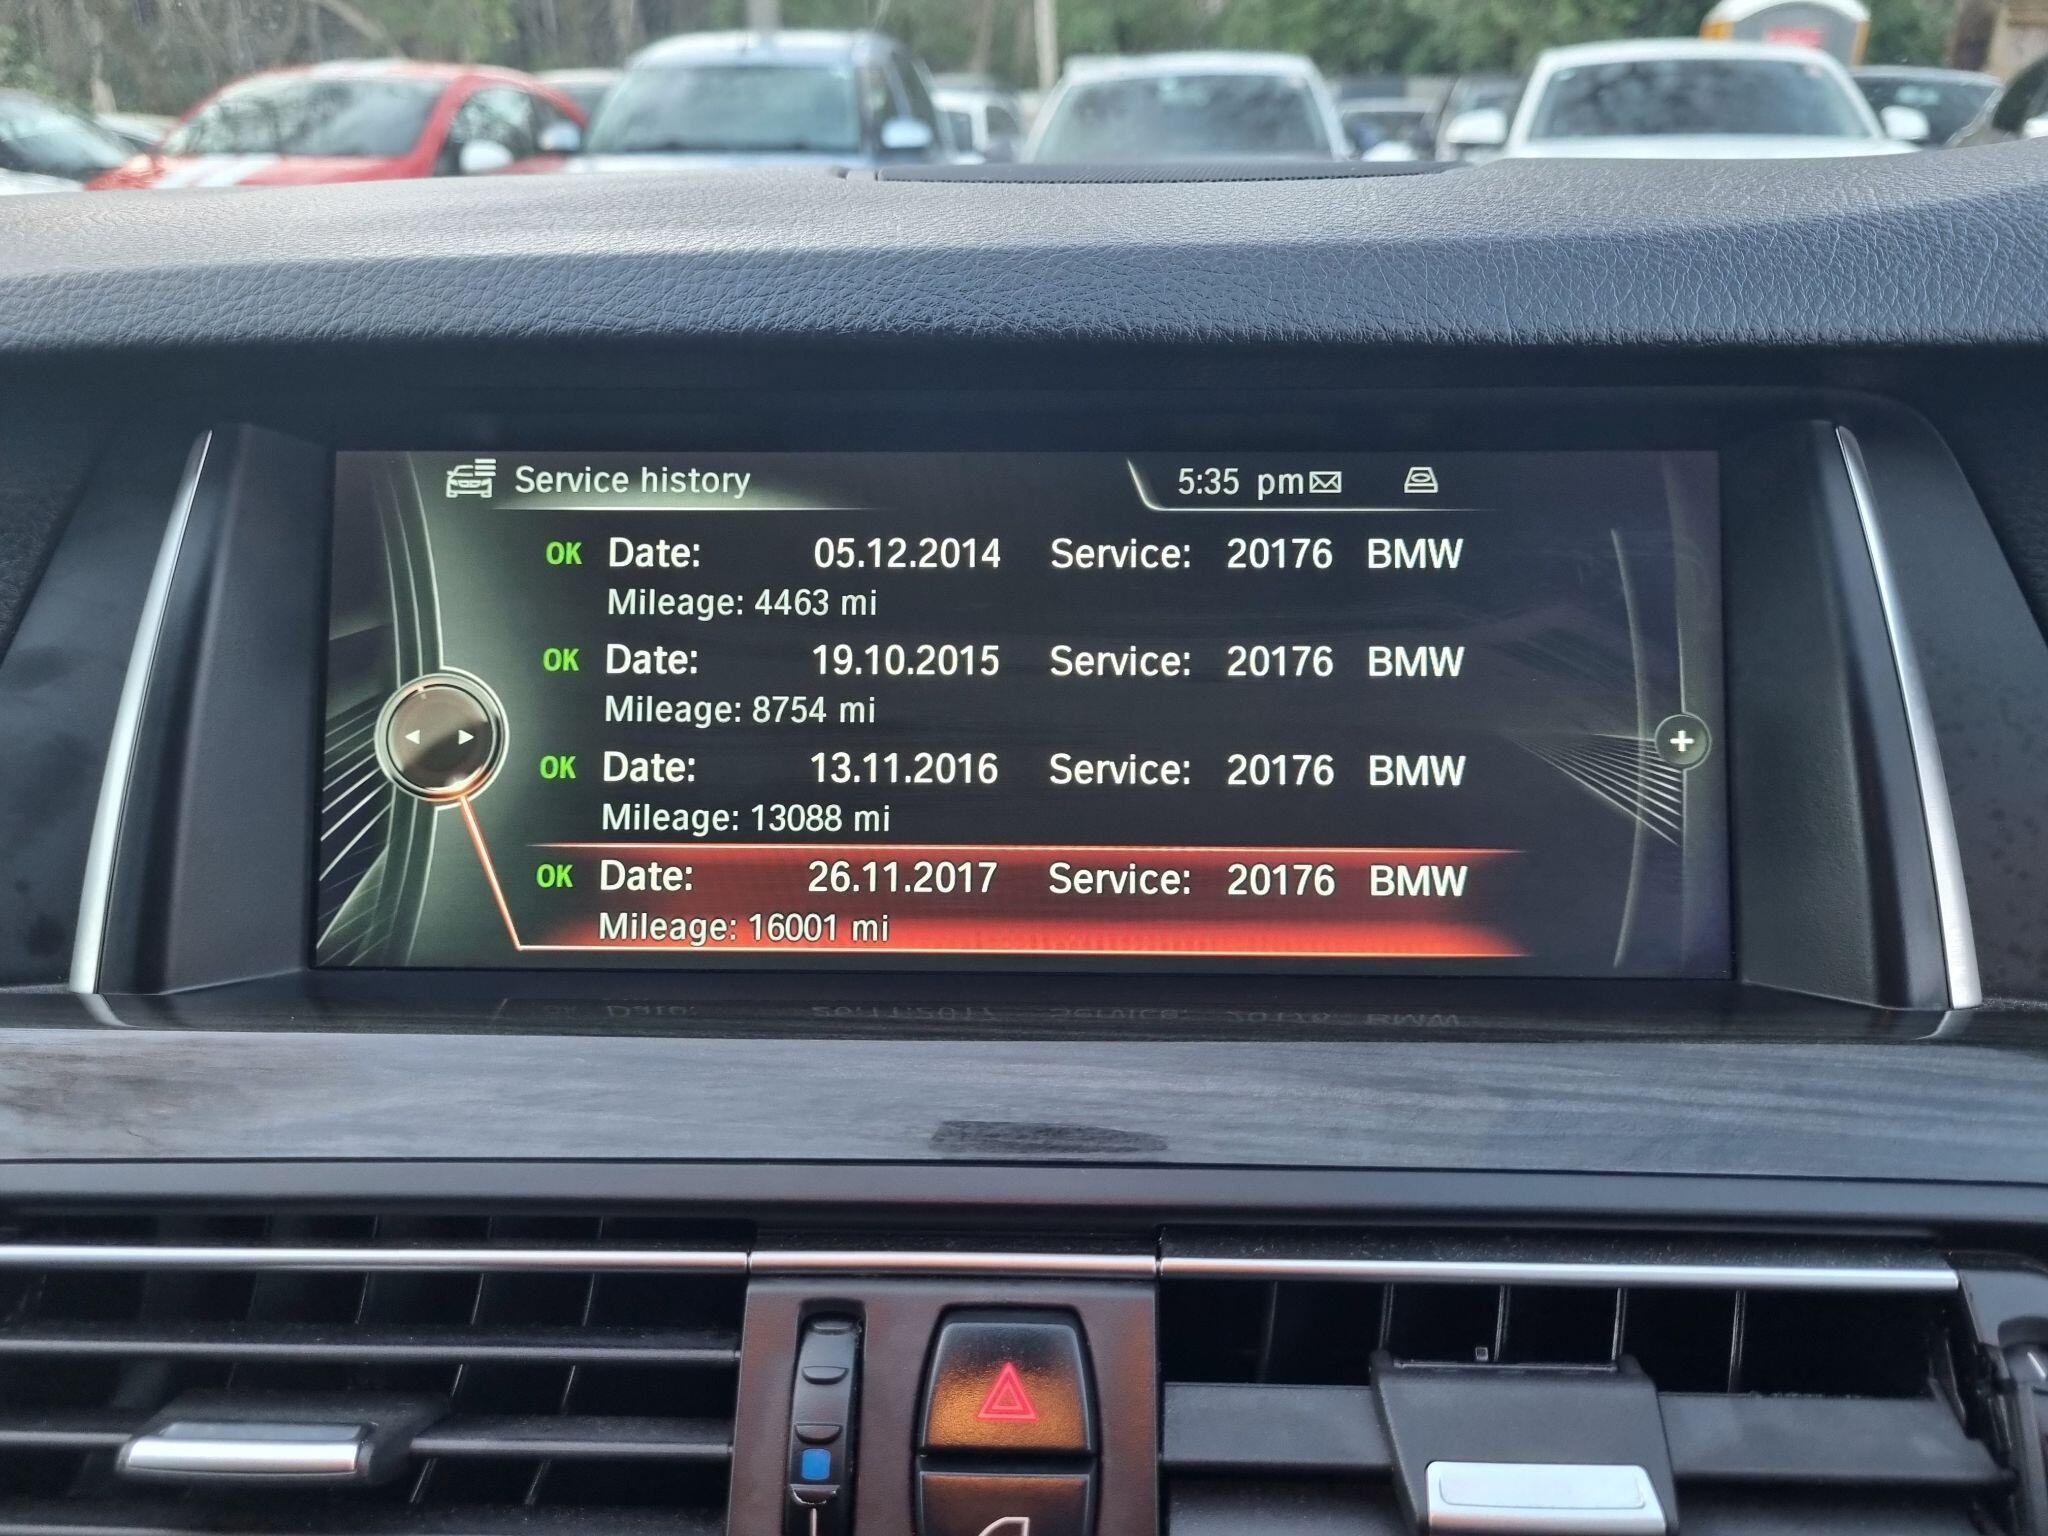 Service history 5:35 pm
OK Date: 05.12.2014 Service: 20176 BMW
Mileage: 4463 mi
OK Date: 19.10.2015 Service: 20176 BMW
Mileage: 8754 mi
OK Date: 13.11.2016 Service: 20176 BMW
Mileage: 13088 mi
OK Date: 26.11.2017 Service: 20176 BMW
Mileage: 16001 mi